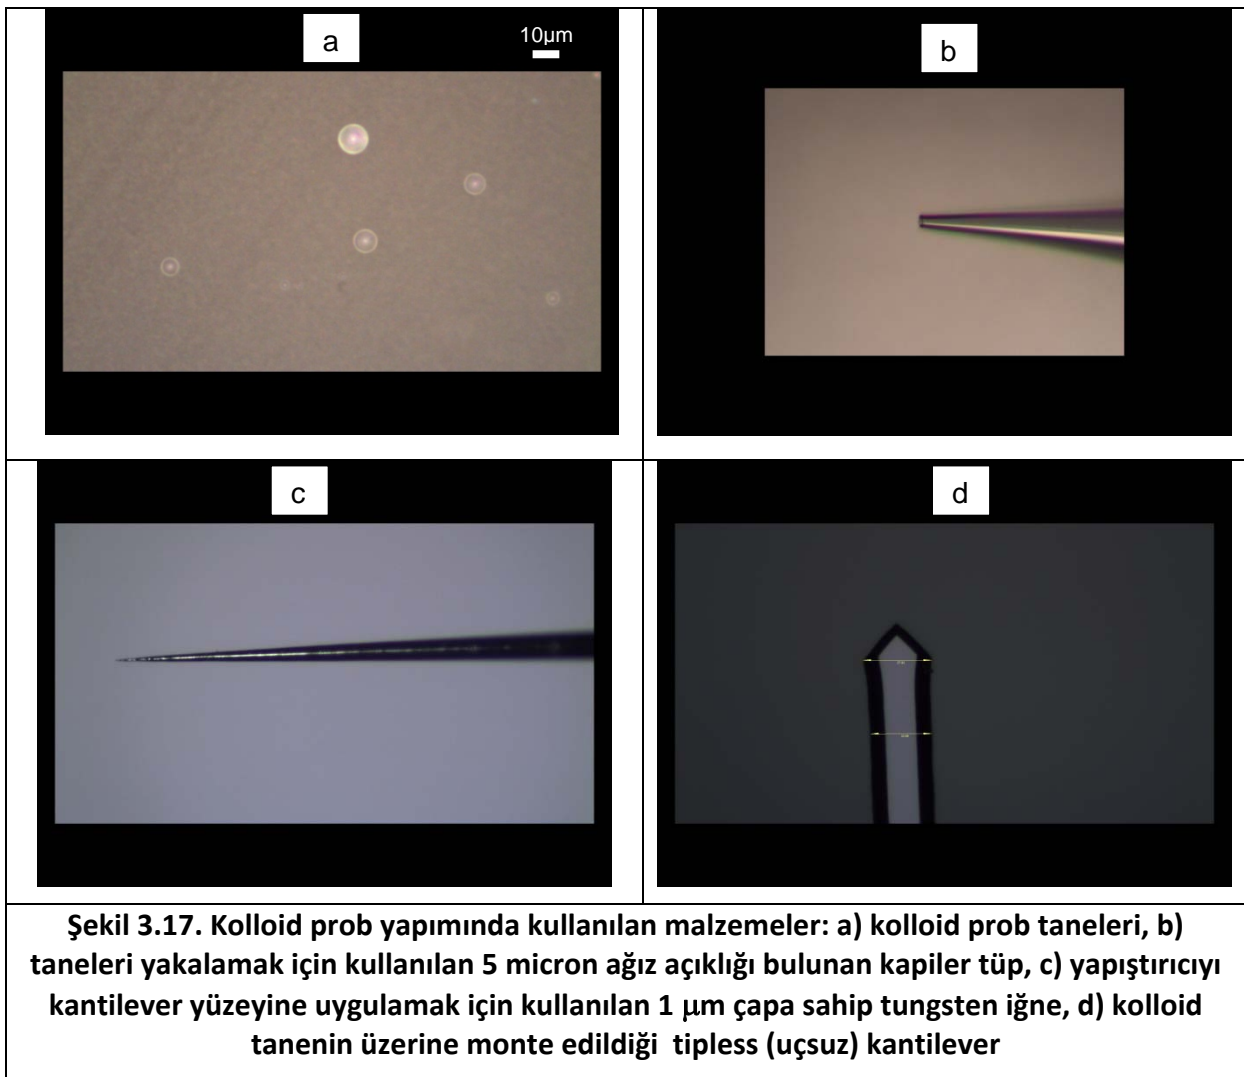 a
10µm
b
c
d
Şekil 3.17. Kolloid prob yapımında kullanılan malzemeler: a) kolloid prob taneleri, b)
taneleri yakalamak için kullanılan 5 micron ağız açıklığı bulunan kapiler tüp, c) yapıştırıcıyı
kantilever yüzeyine uygulamak için kullanılan 1 µm çapa sahip tungsten iğne, d) kolloid
tanenin üzerine monte edildiği tipless (uçsuz) kantilever